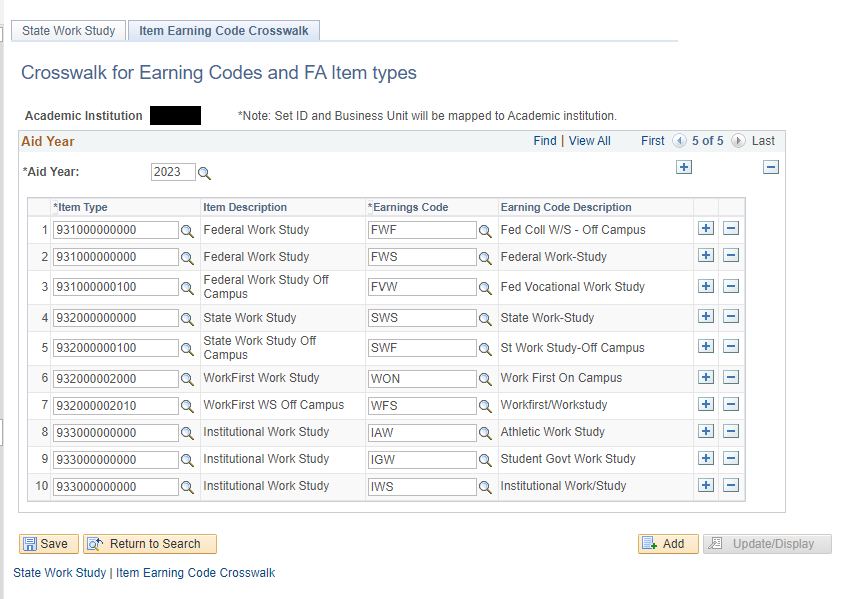 State Work Study Item Earning Code Crosswalk
Crosswalk for Earning Codes and FA Item types
Academic Institution *Note: Set ID and Business Unit will be mapped to Academic institution.
Aid Year Find | View All First 5 of 5 Last
*Aid Year: 2023
*Item Type Item Description *Earnings Code Earning Code Description
1 931000000000 Federal Work Study FWF Fed Coll W/S - Off Campus
2 931000000000 Federal Work Study FWS Federal Work-Study
3 931000000100 Federal Work Study Off Campus FVW Fed Vocational Work Study
4 932000000000 State Work Study SWS State Work-Study
5 932000000100 State Work Study Off Campus SWF St Work Study-Off Campus
6 932000002000 WorkFirst Work Study WON Work First On Campus
7 932000002010 WorkFirst WS Off Campus WFS Workfirst/Workstudy
8 933000000000 Institutional Work Study IAW Athletic Work Study
9 933000000000 Institutional Work Study IGW Student Govt Work Study
10 933000000000 Institutional Work Study IWS Institutional Work/Study
Save Return to Search Add Update/Display
State Work Study | Item Earning Code Crosswalk